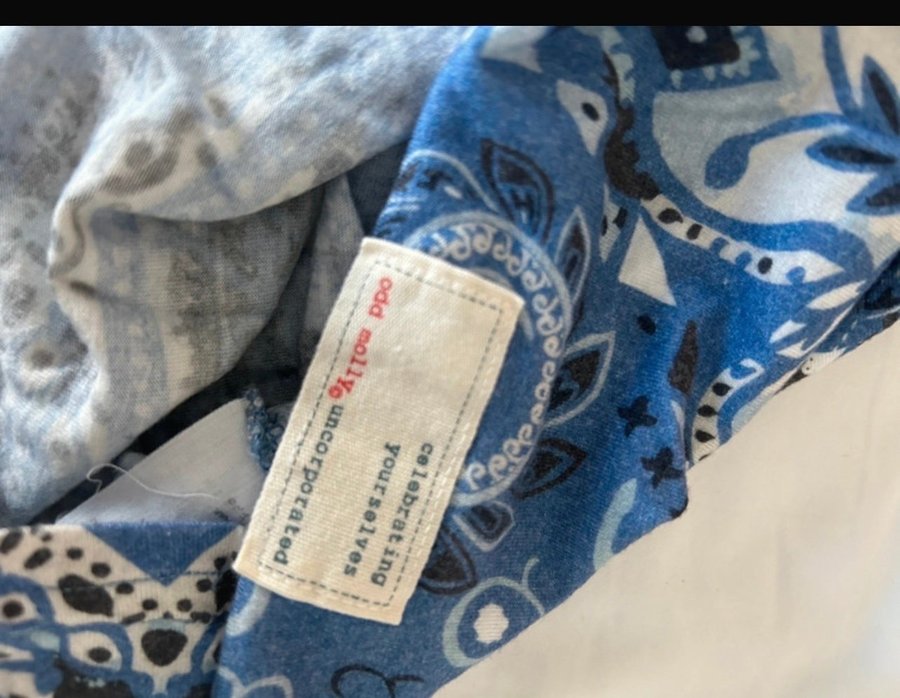 odd molly® uncorporated
celebrating
yourselves